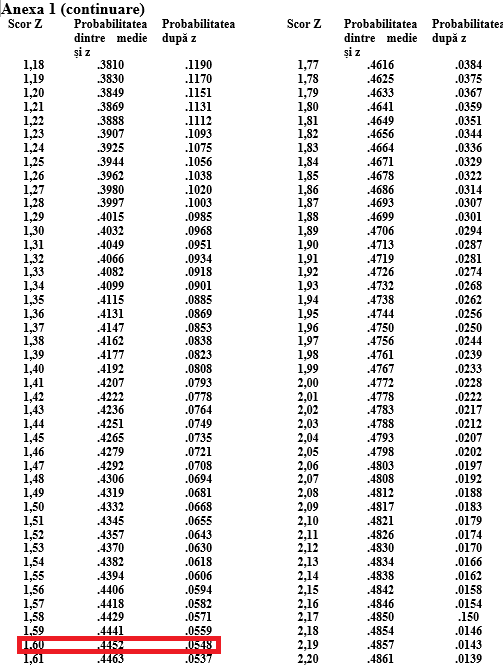 Anexa 1 (continuare)
Scor Z Probabilitatea Probabilitatea Scor Z Probabilitatea Probabilitatea
dintre medie după z dintre medie după z
și z și z
1,18 .3810 .1190 1,77 .4616 .0384
1,19 .3830 .1170 1,78 .4625 .0375
1,20 .3849 .1151 1,79 .4633 .0367
1,21 .3869 .1131 1,80 .4641 .0359
1,22 .3888 .1112 1,81 .4649 .0351
1,23 .3907 .1093 1,82 .4656 .0344
1,24 .3925 .1075 1,83 .4664 .0336
1,25 .3944 .1056 1,84 .4671 .0329
1,26 .3962 .1038 1,85 .4678 .0322
1,27 .3980 .1020 1,86 .4686 .0314
1,28 .3997 .1003 1,87 .4693 .0307
1,29 .4015 .0985 1,88 .4699 .0301
1,30 .4032 .0968 1,89 .4706 .0294
1,31 .4049 .0951 1,90 .4713 .0287
1,32 .4066 .0934 1,91 .4719 .0281
1,33 .4082 .0918 1,92 .4726 .0274
1,34 .4099 .0901 1,93 .4732 .0268
1,35 .4115 .0885 1,94 .4738 .0262
1,36 .4131 .0869 1,95 .4744 .0256
1,37 .4147 .0853 1,96 .4750 .0250
1,38 .4162 .0838 1,97 .4756 .0244
1,39 .4177 .0823 1,98 .4761 .0239
1,40 .4192 .0808 1,99 .4767 .0233
1,41 .4207 .0793 2,00 .4772 .0228
1,42 .4222 .0778 2,01 .4778 .0222
1,43 .4236 .0764 2,02 .4783 .0217
1,44 .4251 .0749 2,03 .4788 .0212
1,45 .4265 .0735 2,04 .4793 .0207
1,46 .4279 .0721 2,05 .4798 .0202
1,47 .4292 .0708 2,06 .4803 .0197
1,48 .4306 .0694 2,07 .4808 .0192
1,49 .4319 .0681 2,08 .4812 .0188
1,50 .4332 .0668 2,09 .4817 .0183
1,51 .4345 .0655 2,10 .4821 .0179
1,52 .4357 .0643 2,11 .4826 .0174
1,53 .4370 .0630 2,12 .4830 .0170
1,54 .4382 .0618 2,13 .4834 .0166
1,55 .4394 .0606 2,14 .4838 .0162
1,56 .4406 .0594 2,15 .4842 .0158
1,57 .4418 .0582 2,16 .4846 .0154
1,58 .4429 .0571 2,17 .4850 .150
1,59 .4441 .0559 2,18 .4854 .0146
1,60 .4452 .0548 2,19 .4857 .0143
1,61 .4463 .0537 2,20 .4861 .0130